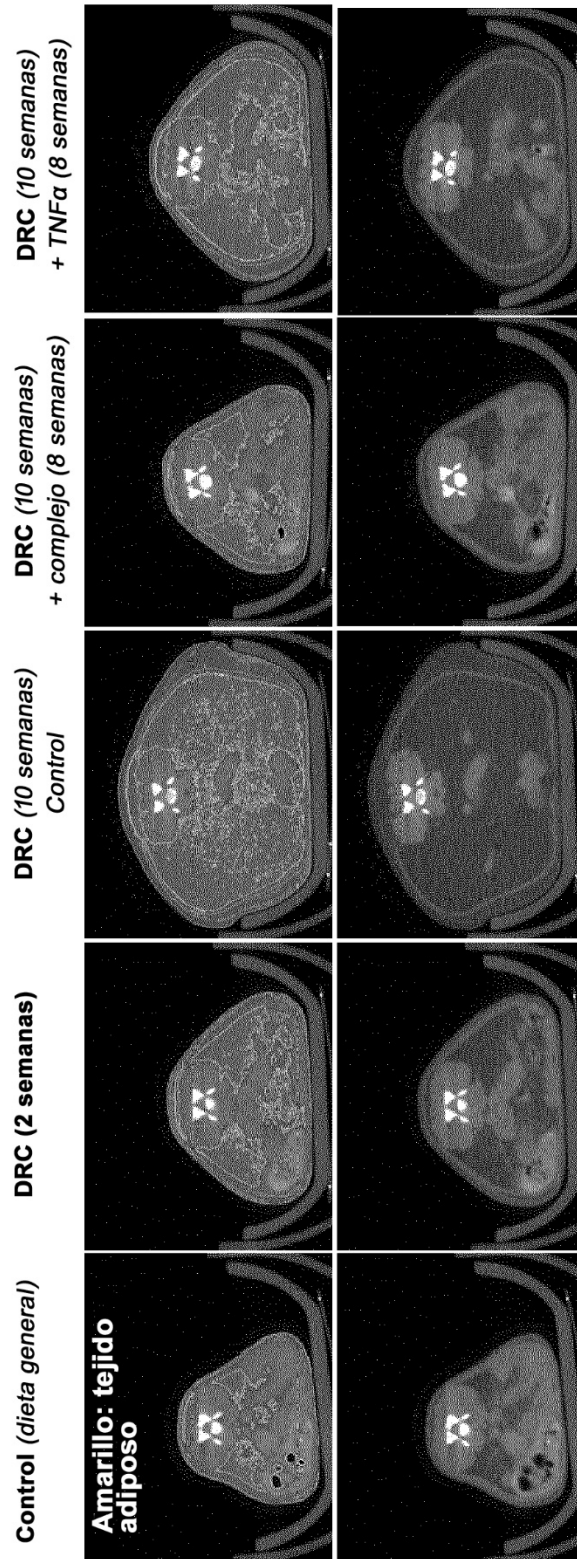 Control (dieta general)
DRC (2 semanas)
DRC (10 semanas)
Control
DRC (10 semanas)
+ complejo (8 semanas)
DRC (10 semanas)
+ TNFα (8 semanas)
Amarillo: tejido
adiposo